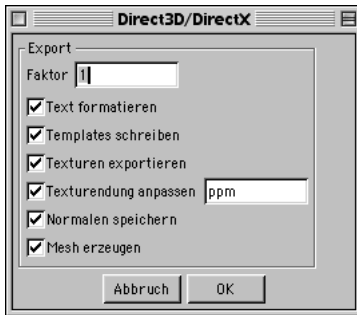 Direct3D/DirectX
Export
Faktor 1
Text formatieren
Templates schreiben
Texturen exportieren
Texturendung anpassen ppm
Normalen speichern
Mesh erzeugen
Abbruch OK